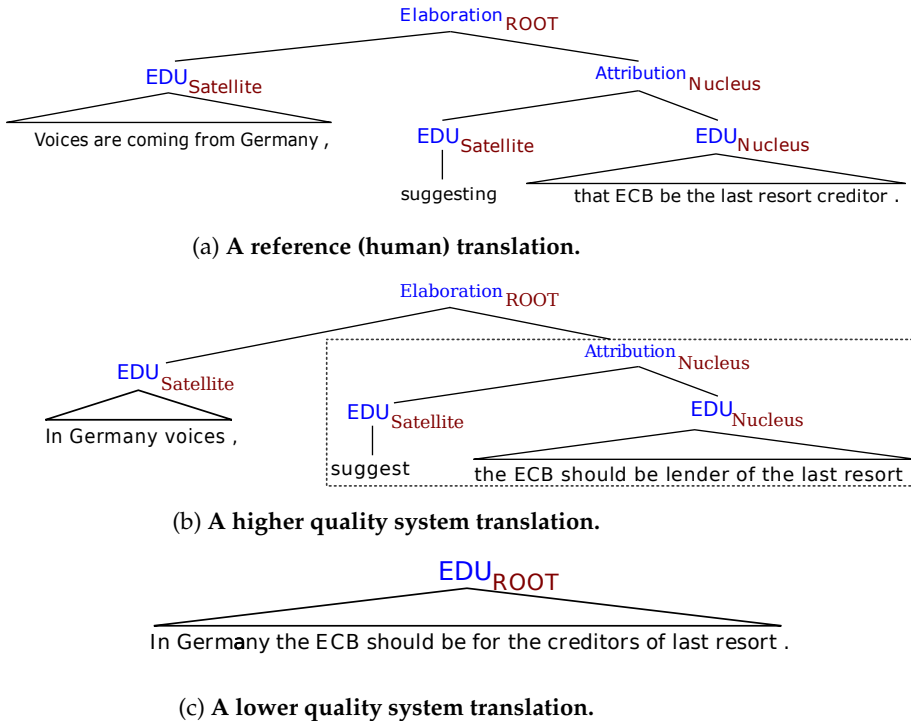 Elaboration ROOT
EDU Satellite
Attribution Nucleus
Voices are coming from Germany ,
EDU Satellite
EDU Nucleus
suggesting
that ECB be the last resort creditor .
(a) A reference (human) translation.
Elaboration ROOT
Attribution Nucleus
EDU Satellite
EDU Satellite
EDU Nucleus
In Germany voices ,
suggest
the ECB should be lender of the last resort
(b) A higher quality system translation.
EDU ROOT
In Germany the ECB should be for the creditors of last resort .
(c) A lower quality system translation.